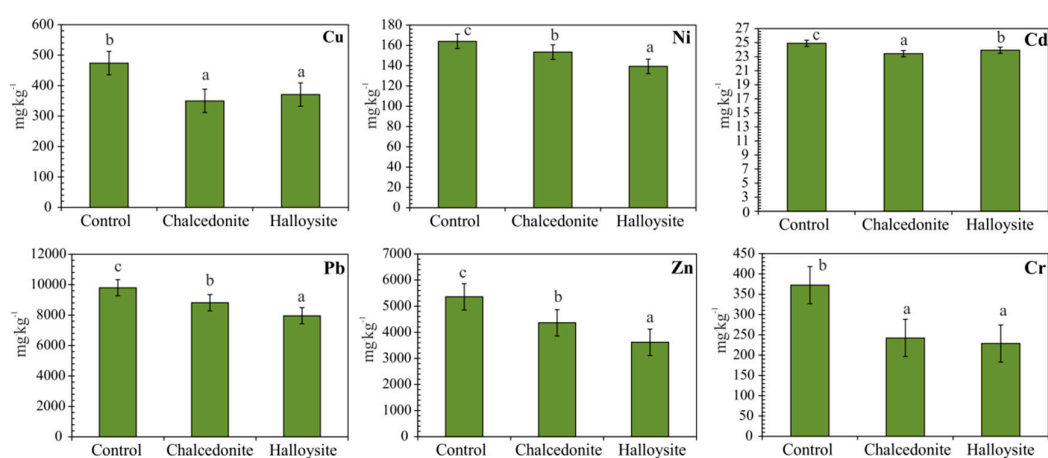 600
500
400
300
200
100
0
mg·kg⁻¹
Cu
b
a
a
Control Chalcedonite Halloysite
180
160
140
120
100
80
60
40
20
0
mg·kg⁻¹
Ni
c
b
a
Control Chalcedonite Halloysite
27
25
23
21
19
17
15
13
11
9
7
5
3
0
mg·kg⁻¹
Cd
c
a
b
Control Chalcedonite Halloysite
12000
10000
8000
6000
4000
2000
0
mg·kg⁻¹
Pb
c
b
a
Control Chalcedonite Halloysite
7000
6000
5000
4000
3000
2000
1000
0
mg·kg⁻¹
Zn
c
b
a
Control Chalcedonite Halloysite
450
400
350
300
250
200
150
100
50
0
mg·kg⁻¹
Cr
b
a
a
Control Chalcedonite Halloysite